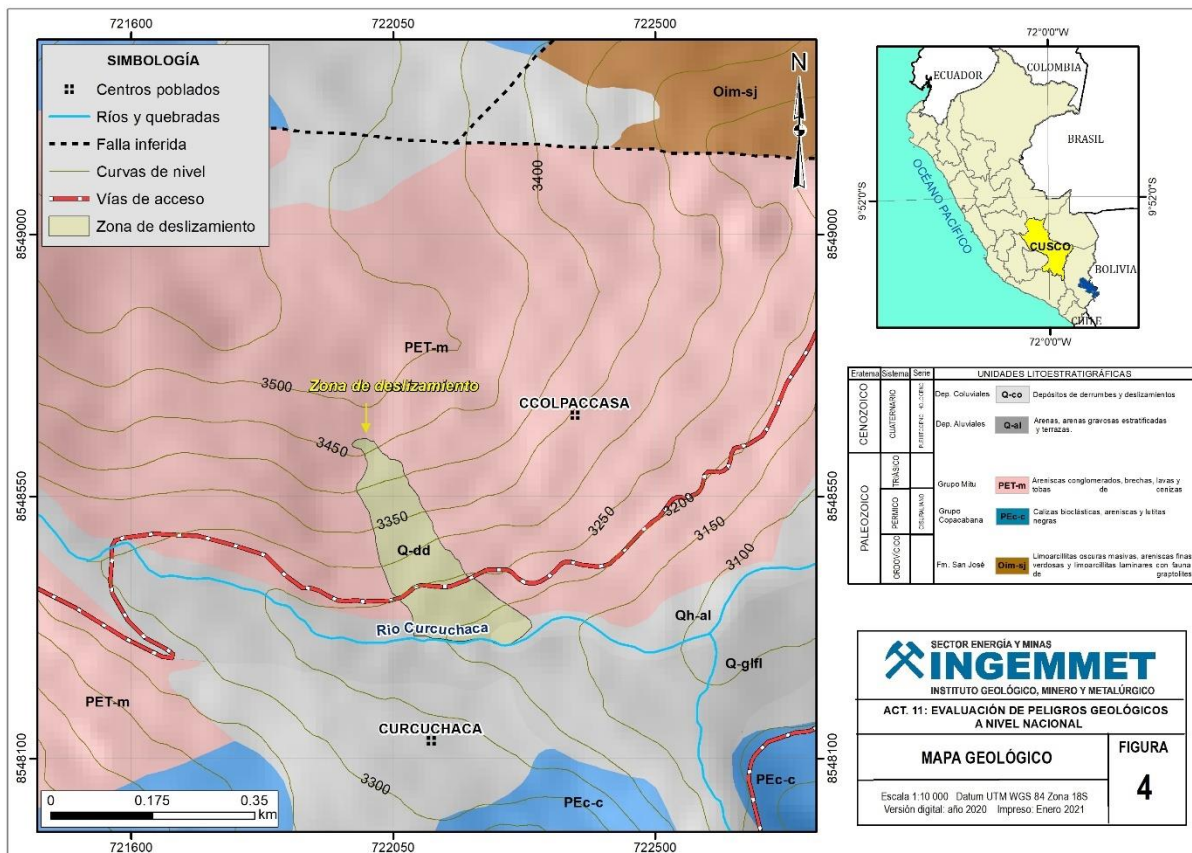 721600
722050
722500
SIMBOLOGÍA
Centros poblados
Ríos y quebradas
Falla inferida
Curvas de nivel
Vías de acceso
Zona de deslizamiento
Oim-sj
N
3400
8549000
8549000
PET-m
3500
Zona de deslizamiento
CCOLPACCASA
3450
8548550
8548550
3350
3250
3200
3150
3100
Q-dd
Río Curcuchaca
Qh-al
Q-glfl
PET-m
CURCUCHACA
8548100
8548100
3300
PEc-c
PEc-c
0 0.175 0.35
km
721600
722050
722500
72°0'0"W
ECUADOR
COLOMBIA
BRASIL
OCÉANO PACÍFICO
9°52'0"S
9°52'0"S
CUSCO
BOLIVIA
CHILE
72°0'0"W
Eratema Sistema Serie UNIDADES LITOESTRATIGRÁFICAS
CENOZOICO
CUATERNARIO
Dep. Coluviales Q-co Depósitos de derrumbes y deslizamientos
Dep. Aluviales Q-al Arenas, arenas gravosas estratificadas
y terrazas.
PALEOZOICO
TRIÁSICO
PÉRMICO
CISURALIANO
ORDOVÍCICO
Grupo Mitu PET-m Areniscas conglomerados, brechas, lavas y
tobas de cenizas
Grupo
Copacabana
PEc-c Calizas bioclásticas, areniscas y lutitas
negras
Fm. San José Oim-sj Limoarcillitas oscuras masivas, areniscas finas
verdosas y limoarcillitas laminares con fauna
de graptolites
SECTOR ENERGÍA Y MINAS
INGEMMET
INSTITUTO GEOLÓGICO, MINERO Y METALÚRGICO
ACT. 11: EVALUACIÓN DE PELIGROS GEOLÓGICOS
A NIVEL NACIONAL
MAPA GEOLÓGICO
FIGURA
4
Escala 1:10 000 Datum UTM WGS 84 Zona 18S
Versión digital: año 2020 Impreso: Enero 2021